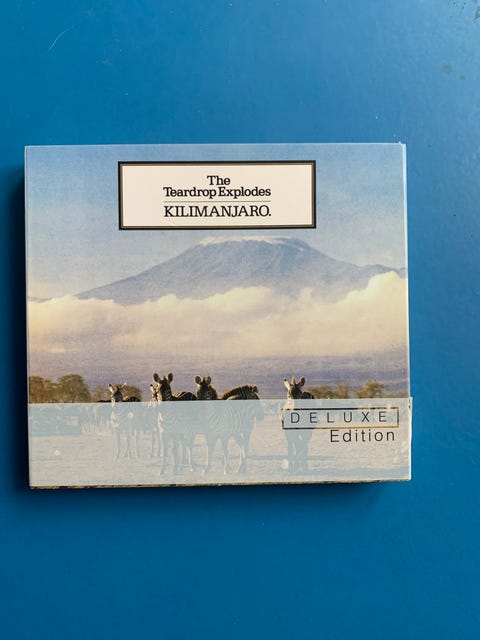 The
Teardrop Explodes
KILIMANJARO.
DELUXE
Edition